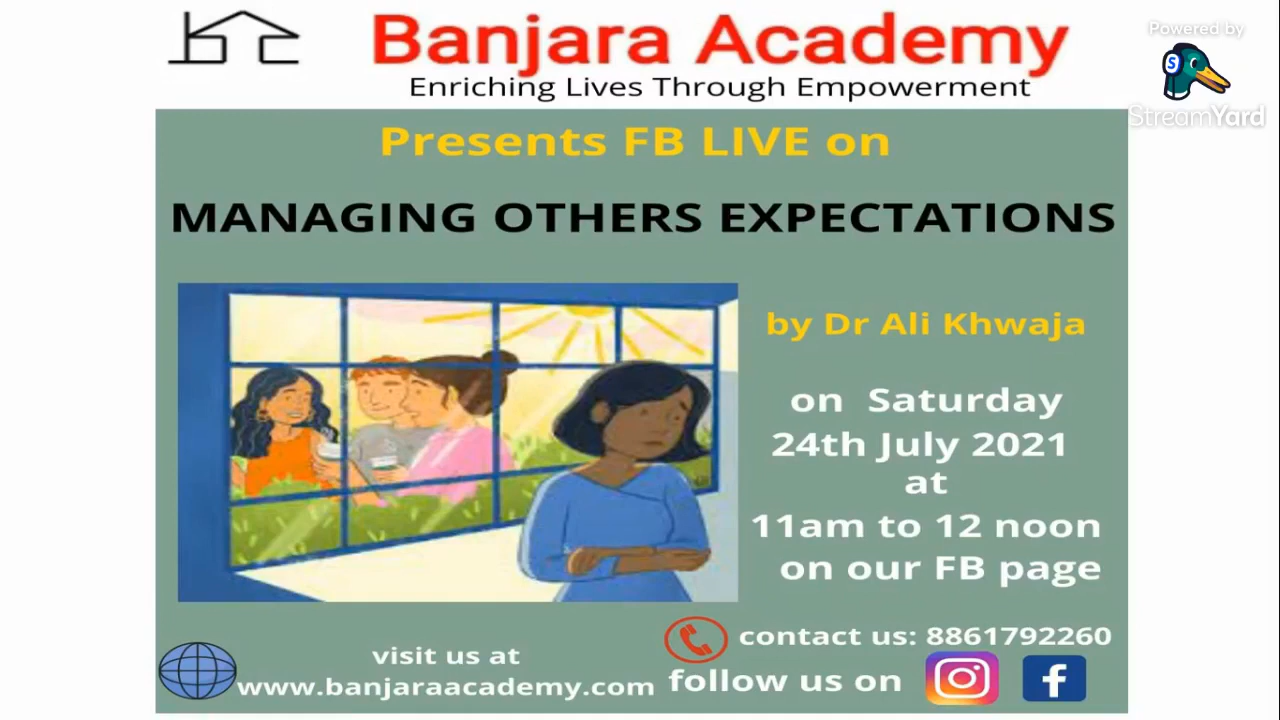 Banjara Academy
Enriching Lives Through Empowerment
Powered by
StreamYard
Presents FB LIVE on
MANAGING OTHERS EXPECTATIONS
by Dr Ali Khwaja
on Saturday
24th July 2021
at
11am to 12 noon
on our FB page
contact us: 8861792260
visit us at
www.banjaraacademy.com
follow us on